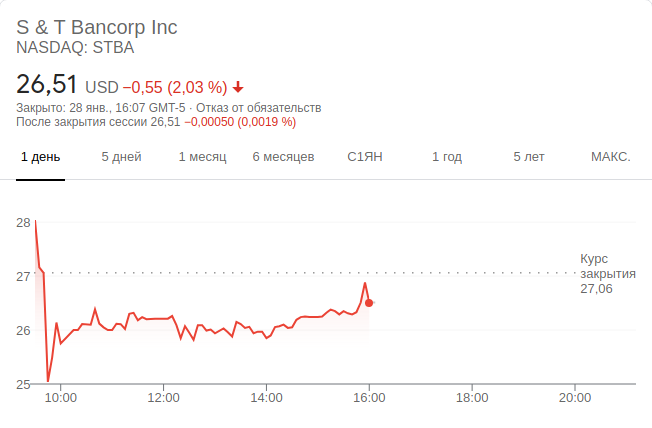 S & T Bancorp Inc
NASDAQ: STBA
26,51 USD −0,55 (2,03 %)
Закрыто: 28 янв., 16:07 GMT-5 · Отказ от обязательств
После закрытия сессии 26,51 −0,00050 (0,0019 %)
1 день 5 дней 1 месяц 6 месяцев С1ЯН 1 год 5 лет МАКС.
28
27
26
25
Курс
закрытия
27,06
10:00 12:00 14:00 16:00 18:00 20:00